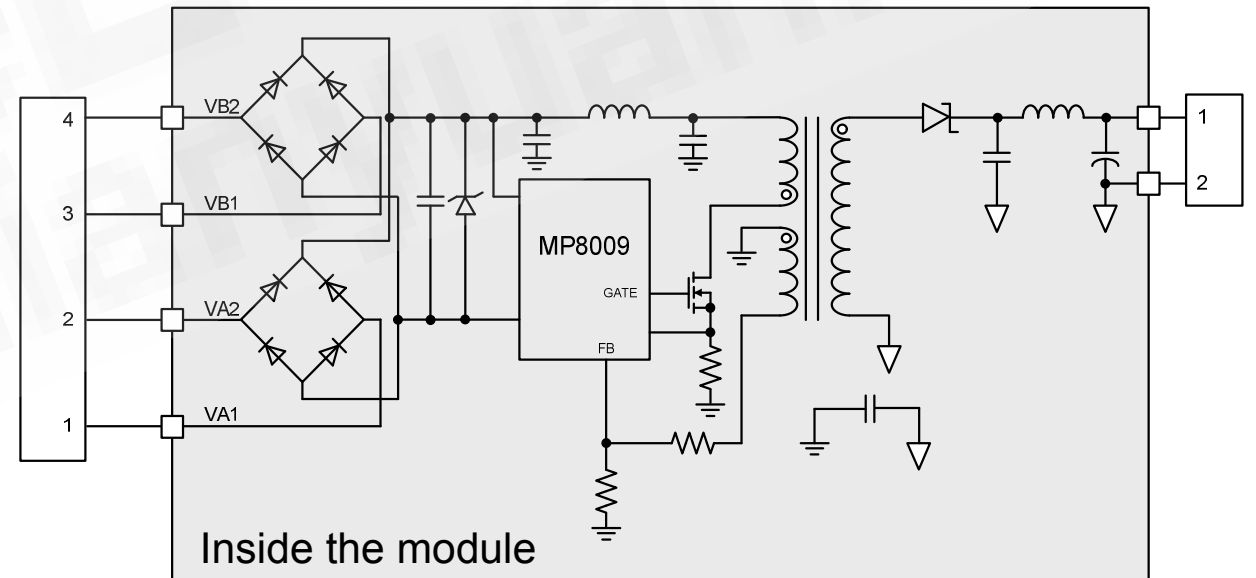 4
VB2
3
VB1
2
VA2
1
VA1
MP8009
GATE
FB
1
2
Inside the module